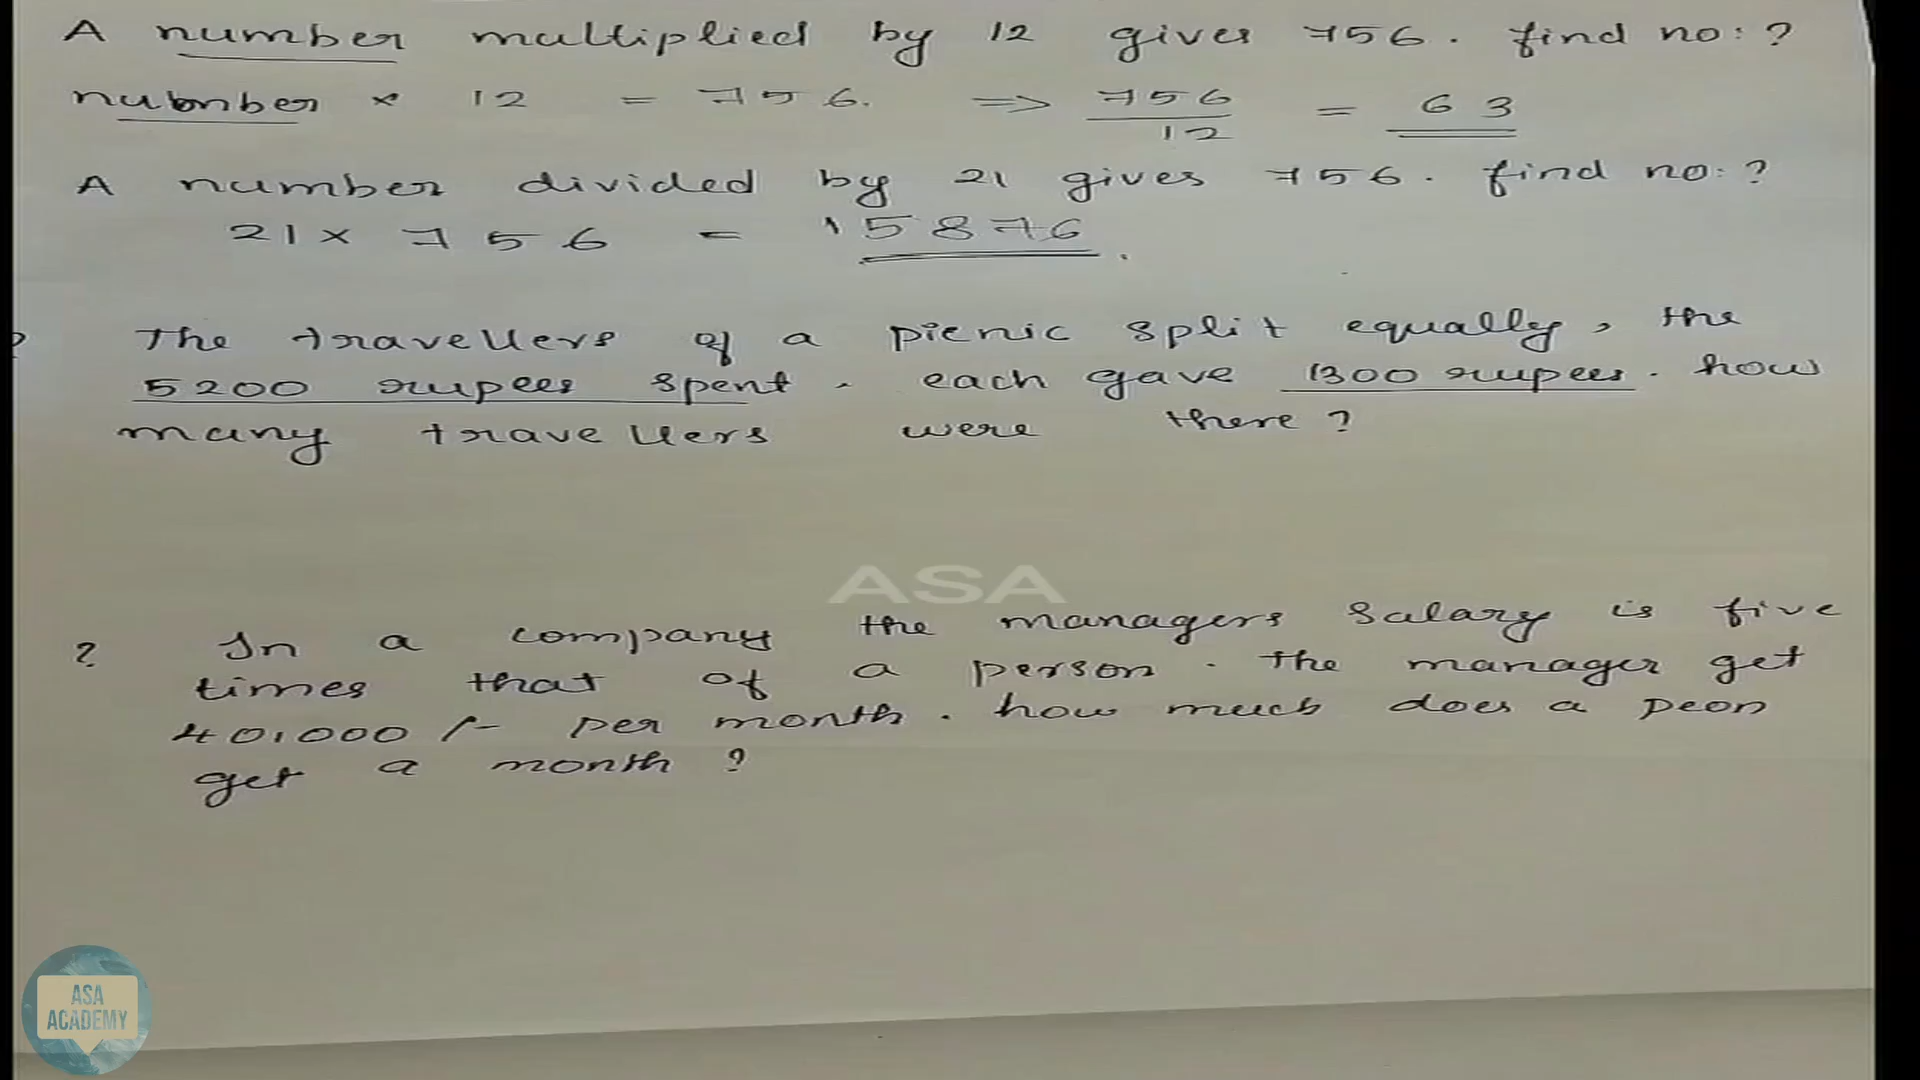 A number multiplied by 12 gives 756. find no:?
number × 12 = 756. => 756/12 = 63
A number divided by 21 gives 756. find no:?
21 × 756 = 15876.
? The travellers of a picnic split equally, the
5200 rupees spent. each gave 1300 rupees. how
many travellers were there?
ASA
? In a company the managers salary is five
times that of a person. The manager get
40,000/- per month. how much does a peon
get a month?
ASA
ACADEMY